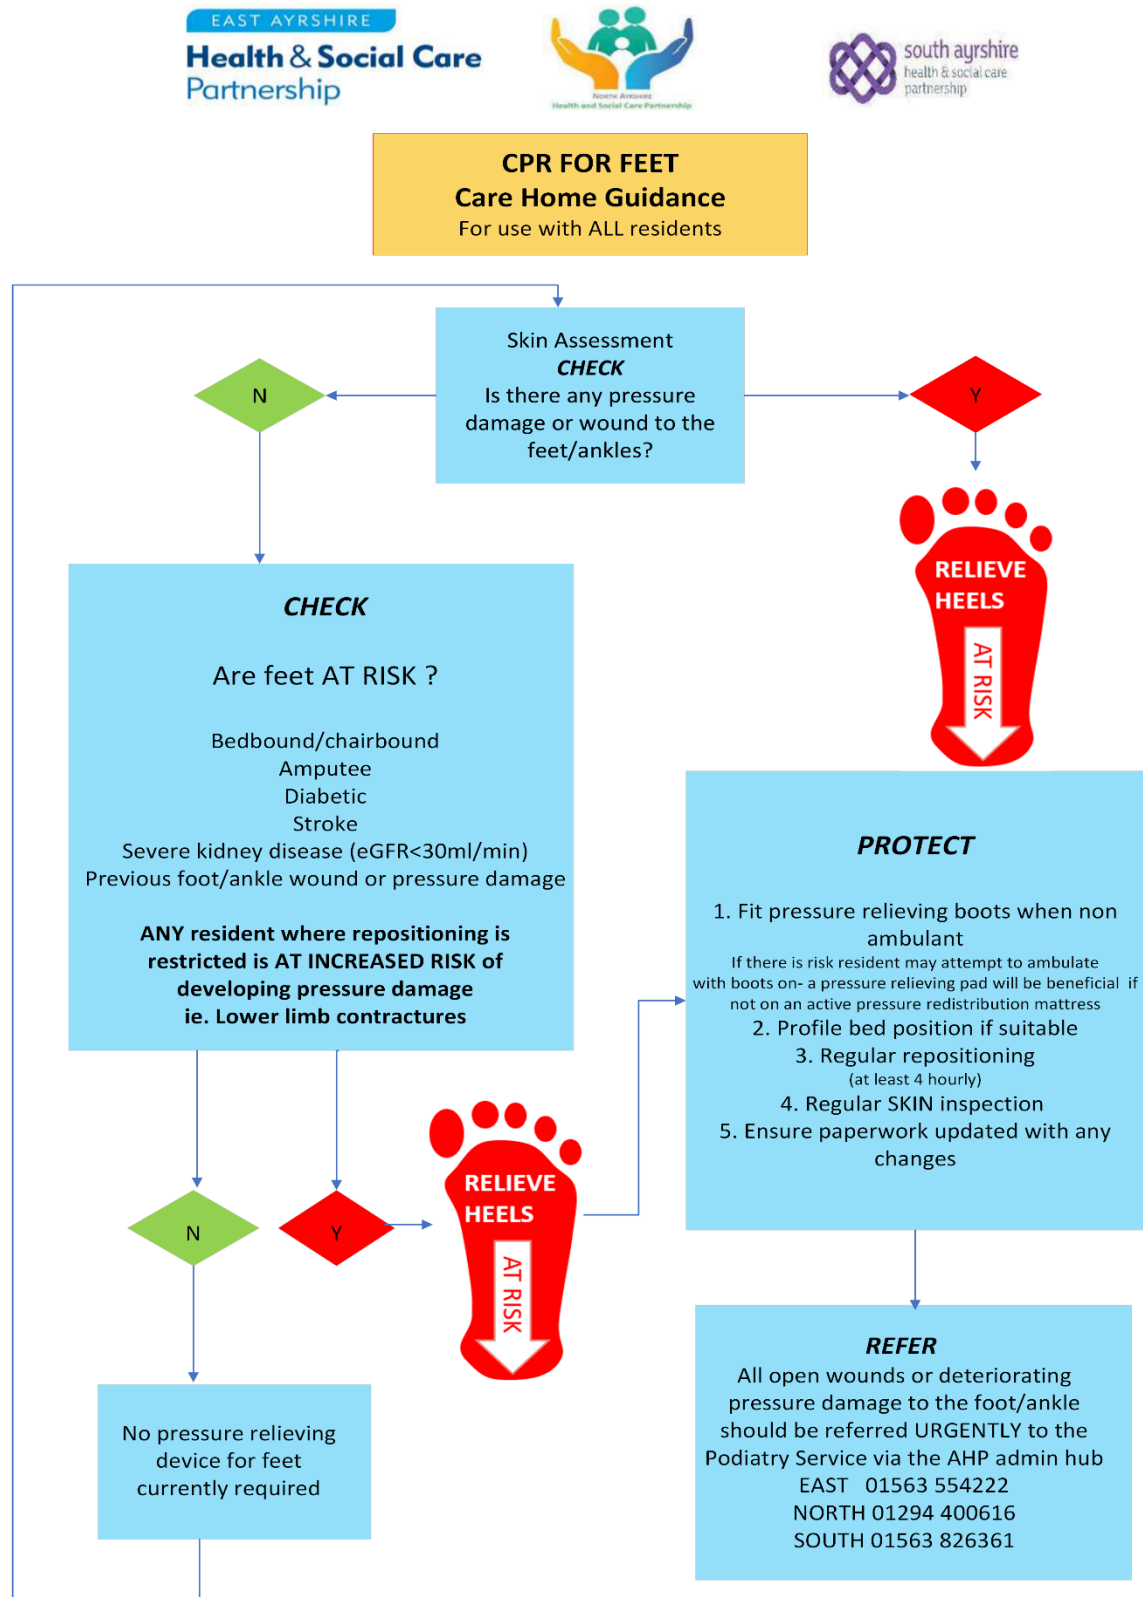 EAST AYRSHIRE
Health & Social Care
Partnership
NORTH AYRSHIRE
Health and Social Care Partnership
south ayrshire
health & social care
partnership
CPR FOR FEET
Care Home Guidance
For use with ALL residents
Skin Assessment
CHECK
Is there any pressure
damage or wound to the
feet/ankles?
N
Y
RELIEVE
HEELS
AT RISK
CHECK
Are feet AT RISK ?
Bedbound/chairbound
Amputee
Diabetic
Stroke
Severe kidney disease (eGFR<30ml/min)
Previous foot/ankle wound or pressure damage
ANY resident where repositioning is
restricted is AT INCREASED RISK of
developing pressure damage
ie. Lower limb contractures
N
Y
RELIEVE
HEELS
AT RISK
PROTECT
1. Fit pressure relieving boots when non
ambulant
If there is risk resident may attempt to ambulate
with boots on- a pressure relieving pad will be beneficial if
not on an active pressure redistribution mattress
2. Profile bed position if suitable
3. Regular repositioning
(at least 4 hourly)
4. Regular SKIN inspection
5. Ensure paperwork updated with any
changes
No pressure relieving
device for feet
currently required
REFER
All open wounds or deteriorating
pressure damage to the foot/ankle
should be referred URGENTLY to the
Podiatry Service via the AHP admin hub
EAST 01563 554222
NORTH 01294 400616
SOUTH 01563 826361